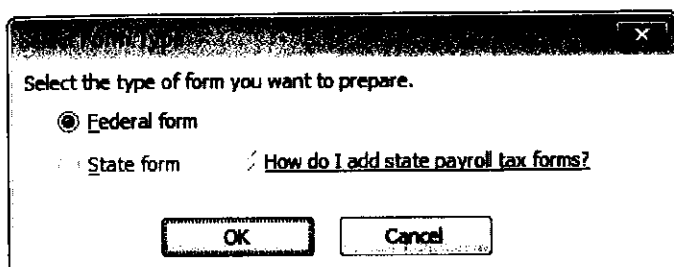 Select the type of form you want to prepare.
Federal form
State form How do I add state payroll tax forms?
OK Cancel